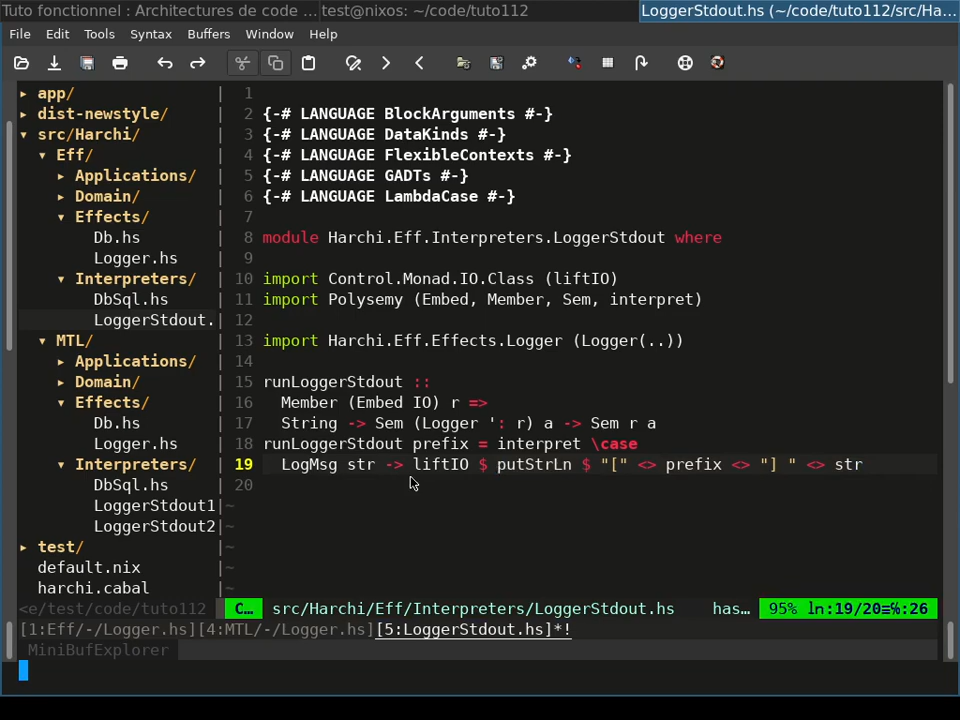 Tuto fonctionnel : Architectures de code ... test@nixos: ~/code/tuto112 LoggerStdout.hs (~/code/tuto112/src/Ha...
File Edit Tools Syntax Buffers Window Help
▸ app/
▸ dist-newstyle/
▾ src/Harchi/
▾ Eff/
▸ Applications/
▸ Domain/
▾ Effects/
Db.hs
Logger.hs
▾ Interpreters/
DbSql.hs
LoggerStdout.
▾ MTL/
▸ Applications/
▸ Domain/
▾ Effects/
Db.hs
Logger.hs
▾ Interpreters/
DbSql.hs
LoggerStdout1
LoggerStdout2
▸ test/
default.nix
harchi.cabal
<e/test/code/tuto112
1
2 {-# LANGUAGE BlockArguments #-}
3 {-# LANGUAGE DataKinds #-}
4 {-# LANGUAGE FlexibleContexts #-}
5 {-# LANGUAGE GADTs #-}
6 {-# LANGUAGE LambdaCase #-}
7
8 module Harchi.Eff.Interpreters.LoggerStdout where
9
10 import Control.Monad.IO.Class (liftIO)
11 import Polysemy (Embed, Member, Sem, interpret)
12
13 import Harchi.Eff.Effects.Logger (Logger(..))
14
15 runLoggerStdout ::
16 Member (Embed IO) r =>
17 String -> Sem (Logger ': r) a -> Sem r a
18 runLoggerStdout prefix = interpret \case
19 LogMsg str -> liftIO $ putStrLn $ "[" <> prefix <> "] " <> str
20
~
~
~
~
~
C... src/Harchi/Eff/Interpreters/LoggerStdout.hs has... 95% ln:19/20≡℅:26
[1:Eff/-/Logger.hs][4:MTL/-/Logger.hs][5:LoggerStdout.hs]*!
MiniBufExplorer